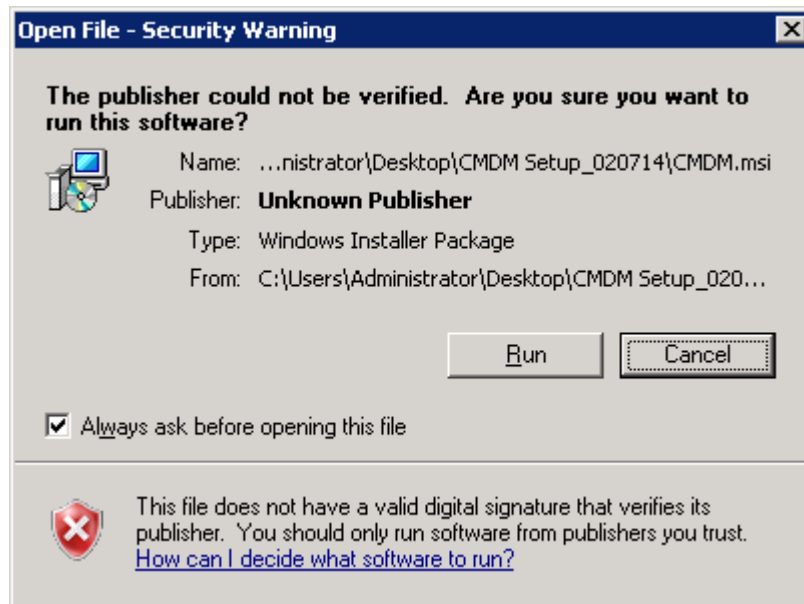 Open File - Security Warning
The publisher could not be verified. Are you sure you want to
run this software?
Name: ...nistrator\Desktop\CMDM Setup_020714\CMDM.msi
Publisher: Unknown Publisher
Type: Windows Installer Package
From: C:\Users\Administrator\Desktop\CMDM Setup_020...
Run Cancel
Always ask before opening this file
This file does not have a valid digital signature that verifies its
publisher. You should only run software from publishers you trust.
How can I decide what software to run?